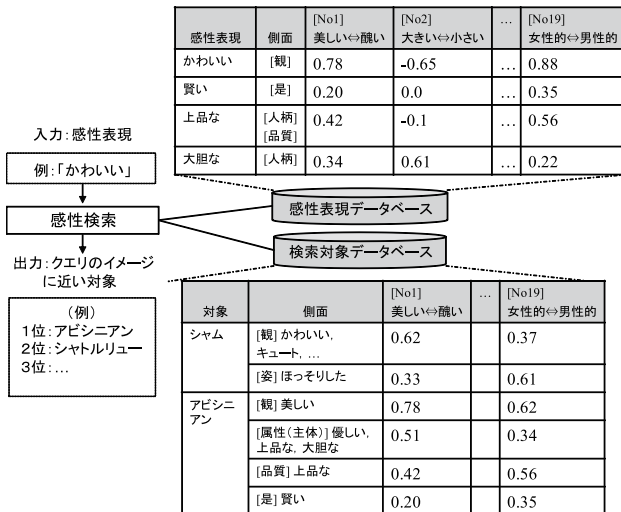 感性表現 側面 [No1] 美しい⇔醜い [No2] 大きい⇔小さい … [No19] 女性的⇔男性的
かわいい [観] 0.78 -0.65 … 0.88
賢い [是] 0.20 0.0 … 0.35
上品な [人柄] [品質] 0.42 -0.1 … 0.56
大胆な [人柄] 0.34 0.61 … 0.22
入力:感性表現
例:「かわいい」
感性検索
出力:クエリのイメージ
に近い対象
(例)
1位:アビシニアン
2位:シャトルリュー
3位:…
感性表現データベース
検索対象データベース
対象 側面 [No1] 美しい⇔醜い … [No19] 女性的⇔男性的
シャム [観] かわいい, キュート, … 0.62 0.37
[姿] ほっそりした 0.33 0.61
アビシニアン [観] 美しい 0.78 0.62
[属性(主体)] 優しい, 上品な, 大胆な 0.51 0.34
[品質] 上品な 0.42 0.56
[是] 賢い 0.20 0.35